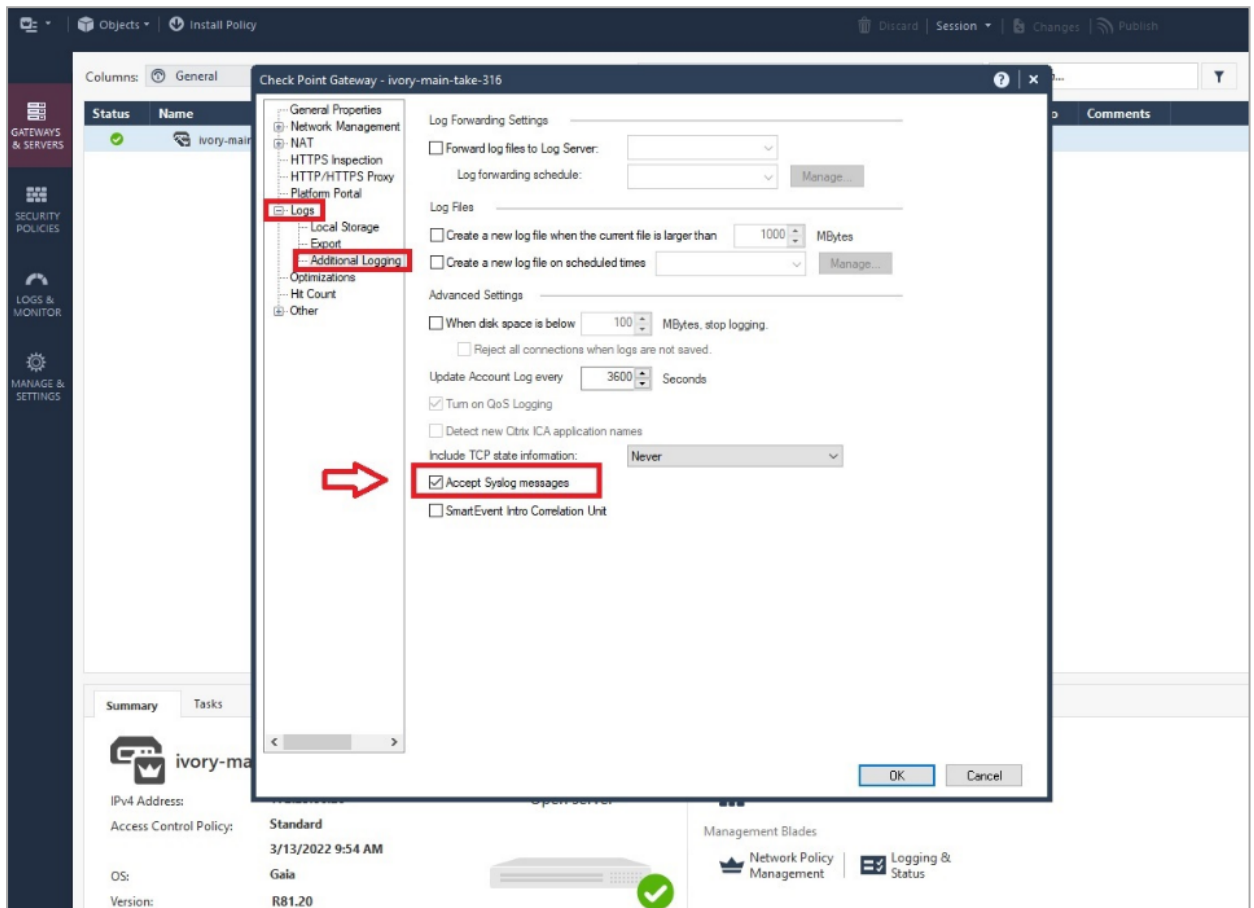 Objects Install Policy Discard Session Changes Publish
Columns: General
Check Point Gateway - ivory-main-take-316
Status Name Comments
ivory-main
GATEWAYS
& SERVERS
SECURITY
POLICIES
LOGS &
MONITOR
MANAGE &
SETTINGS
General Properties
Network Management
NAT
HTTPS Inspection
HTTP/HTTPS Proxy
Platform Portal
Logs
Local Storage
Export
Additional Logging
Optimizations
Hit Count
Other
Log Forwarding Settings
Forward log files to Log Server:
Log forwarding schedule: Manage...
Log Files
Create a new log file when the current file is larger than 1000 MBytes
Create a new log file on scheduled times Manage...
Advanced Settings
When disk space is below 100 MBytes, stop logging.
Reject all connections when logs are not saved.
Update Account Log every 3600 Seconds
Turn on QoS Logging
Detect new Citrix ICA application names
Include TCP state information: Never
Accept Syslog messages
SmartEvent Intro Correlation Unit
OK Cancel
Summary Tasks
ivory-ma
IPv4 Address:
Access Control Policy: Standard
3/13/2022 9:54 AM
OS: Gaia
Version: R81.20
Management Blades
Network Policy
Management
Logging &
Status